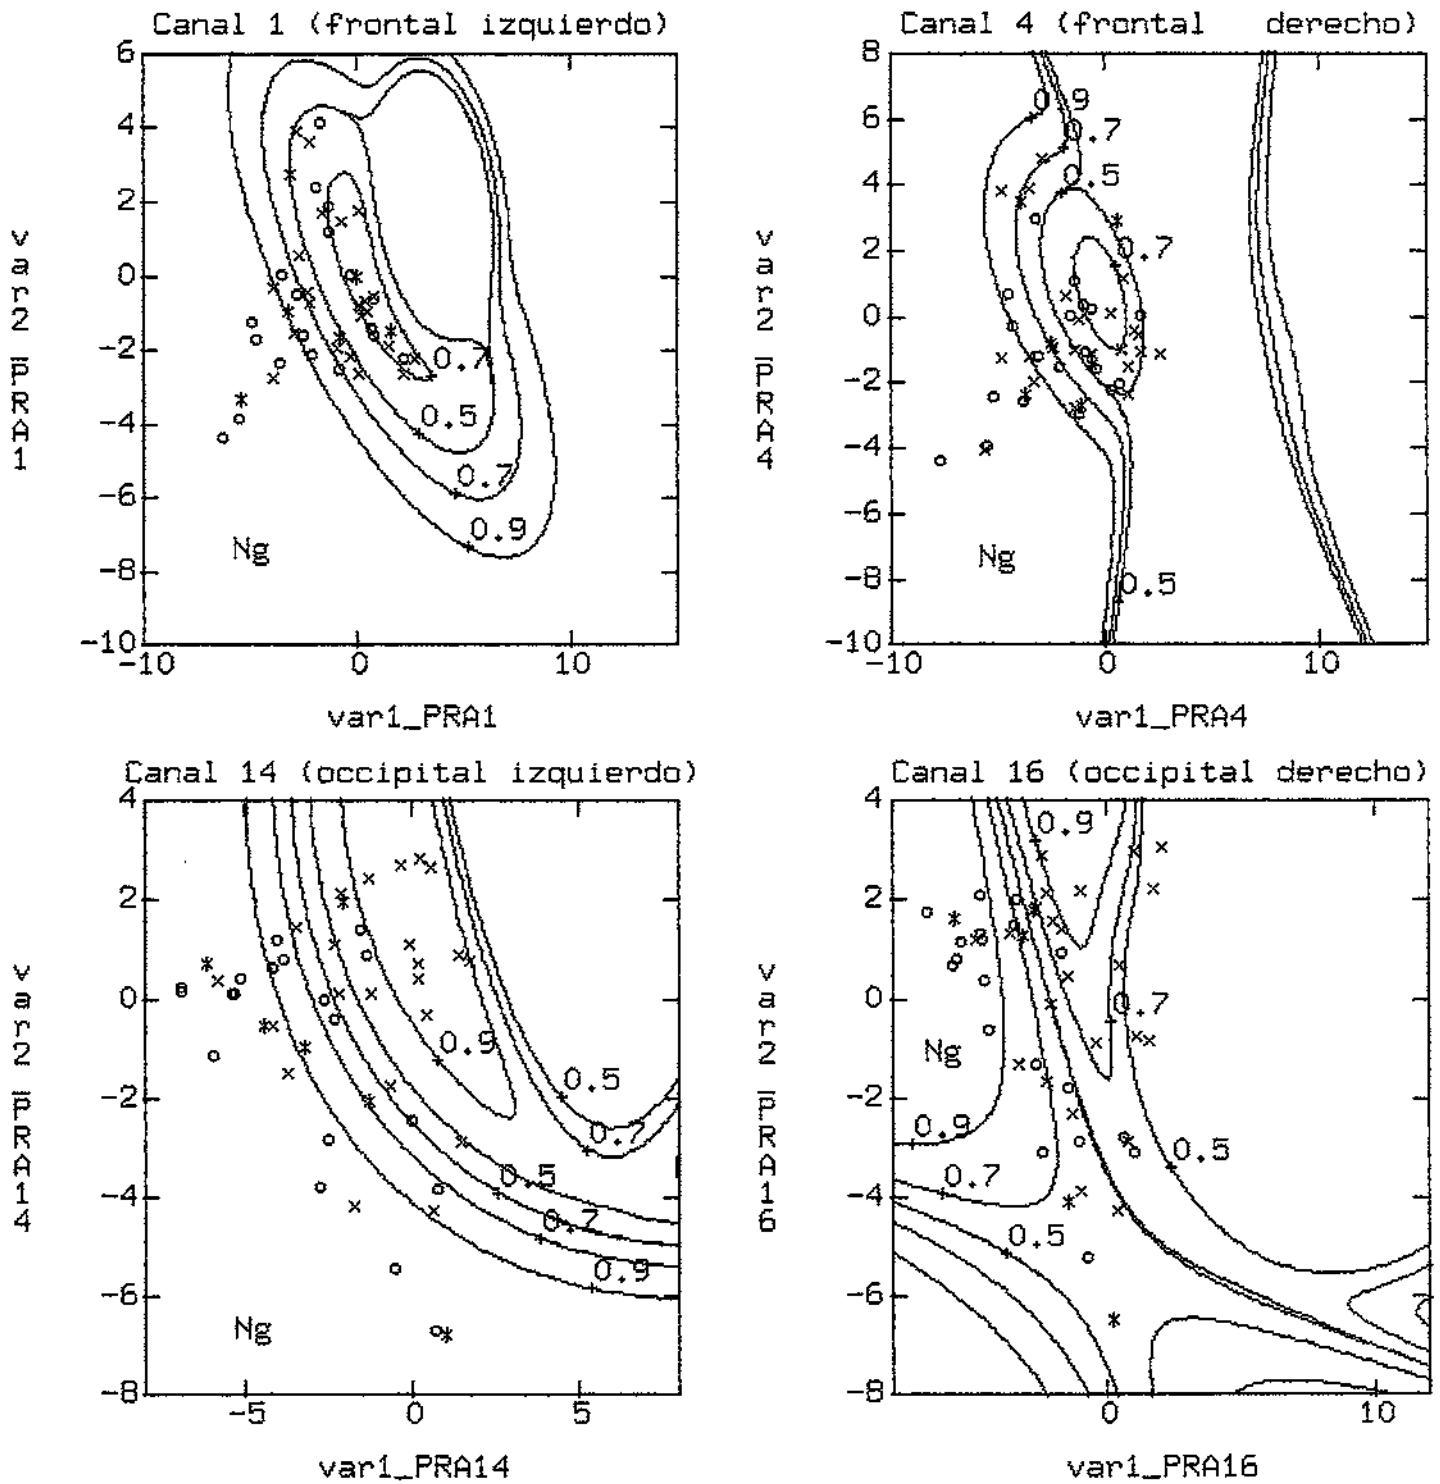 Canal 1 (frontal izquierdo)
6
4
2
0
-2
-4
-6
-8
-10
var2_PRA1
0.7
0.5
0.7
0.9
Ng
-10 0 10
var1_PRA1
Canal 4 (frontal derecho)
8
6
4
2
0
-2
-4
-6
-8
-10
var2_PRA4
0.9
0.7
0.5
0.7
Ng
0.5
-10 0 10
var1_PRA4
Canal 14 (occipital izquierdo)
4
2
0
-2
-4
-6
-8
var2_PRA14
0.9
0.5
0.7
0.5
0.7
0.9
Ng
-5 0 5
var1_PRA14
Canal 16 (occipital derecho)
4
2
0
-2
-4
-6
-8
var2_PRA16
0.9
0.7
Ng
0.9
0.5
0.7
0.5
0 10
var1_PRA16